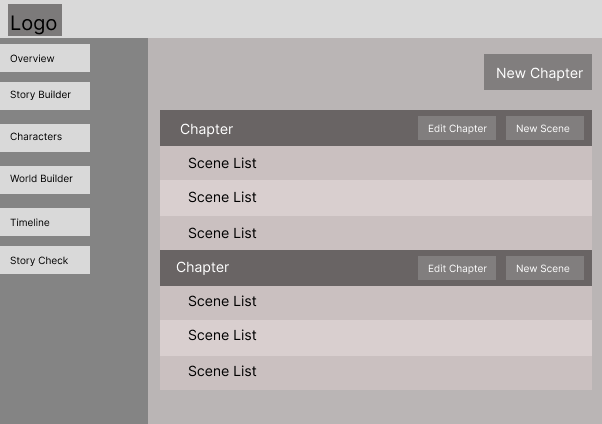 Logo
Overview
Story Builder
Characters
World Builder
Timeline
Story Check
New Chapter
Chapter
Edit Chapter
New Scene
Scene List
Scene List
Scene List
Chapter
Edit Chapter
New Scene
Scene List
Scene List
Scene List